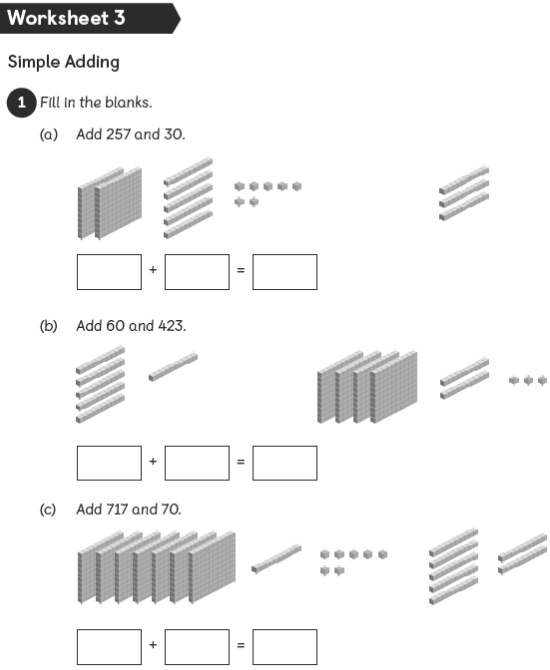 Worksheet 3
Simple Adding
1 Fill in the blanks.
(a) Add 257 and 30.
+ =
(b) Add 60 and 423.
+ =
(c) Add 717 and 70.
+ =